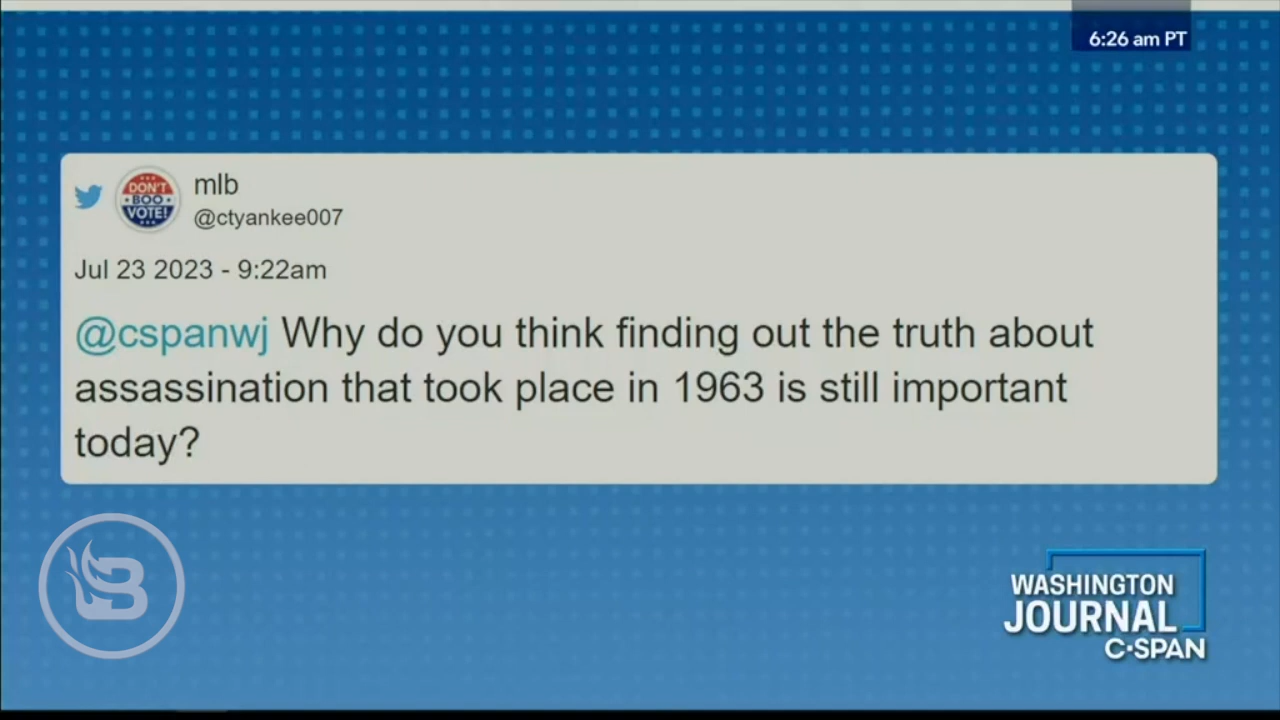 6:26 am PT
DON'T
BOO
VOTE!
mlb
@ctyankee007
Jul 23 2023 - 9:22am
@cspanwj Why do you think finding out the truth about
assassination that took place in 1963 is still important
today?
B
WASHINGTON
JOURNAL
C·SPAN